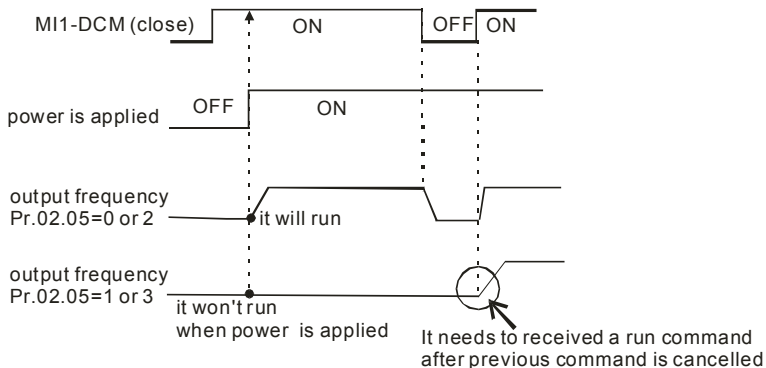 MI1-DCM (close)
ON
OFF
ON
power is applied
OFF
ON
output frequency
Pr.02.05=0 or 2
it will run
output frequency
Pr.02.05=1 or 3
it won't run
when power is applied
It needs to received a run command
after previous command is cancelled